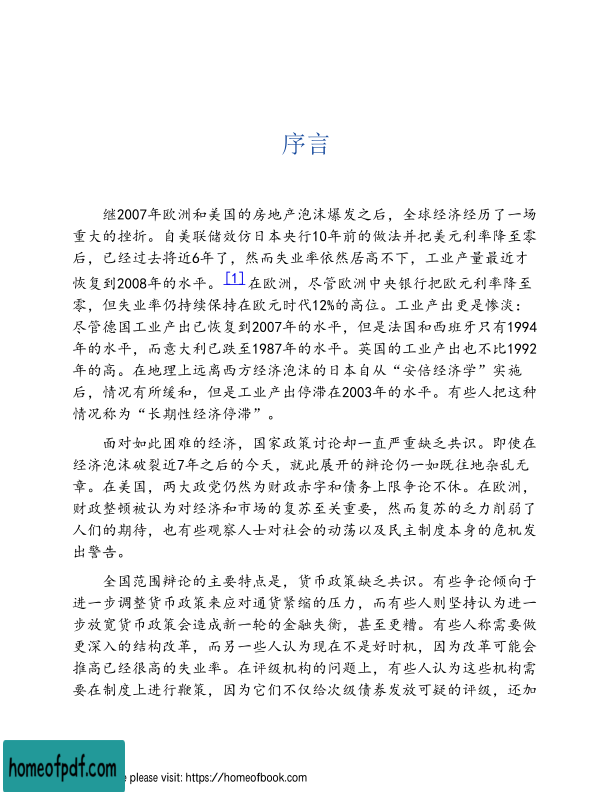 序言
继2007年欧洲和美国的房地产泡沫爆发之后，全球经济经历了一场
重大的挫折。自美联储效仿日本央行10年前的做法并把美元利率降至零
后，已经过去将近6年了，然而失业率依然居高不下，工业产量最近才
恢复到2008年的水平。[1]在欧洲，尽管欧洲中央银行把欧元利率降至
零，但失业率仍持续保持在欧元时代12%的高位。工业产出更是惨淡：
尽管德国工业产出已恢复到2007年的水平，但是法国和西班牙只有1994
年的水平，而意大利已跌至1987年的水平。英国的工业产出也不比1992
年的高。在地理上远离西方经济泡沫的日本自从“安倍经济学”实施
后，情况有所缓和，但是工业产出停滞在2003年的水平。有些人把这种
情况称为“长期性经济停滞”。
面对如此困难的经济，国家政策讨论却一直严重缺乏共识。即使在
经济泡沫破裂近7年之后的今天，就此展开的辩论仍一如既往地杂乱无
章。在美国，两大政党仍然为财政赤字和债务上限争论不休。在欧洲，
财政整顿被认为对经济和市场的复苏至关重要，然而复苏的乏力削弱了
人们的期待，也有些观察人士对社会的动荡以及民主制度本身的危机发
出警告。
全国范围辩论的主要特点是，货币政策缺乏共识。有些争论倾向于
进一步调整货币政策来应对通货紧缩的压力，而有些人则坚持认为进一
步放宽货币政策会造成新一轮的金融失衡，甚至更糟。有些人称需要做
更深入的结构改革，而另一些人认为现在不是好时机，因为改革可能会
推高已经很高的失业率。在评级机构的问题上，有些人认为这些机构需
要在制度上进行鞭策，因为它们不仅给次级债券发放可疑的评级，还加
homeofpdf.com
e please visit: https://homeofbook.com